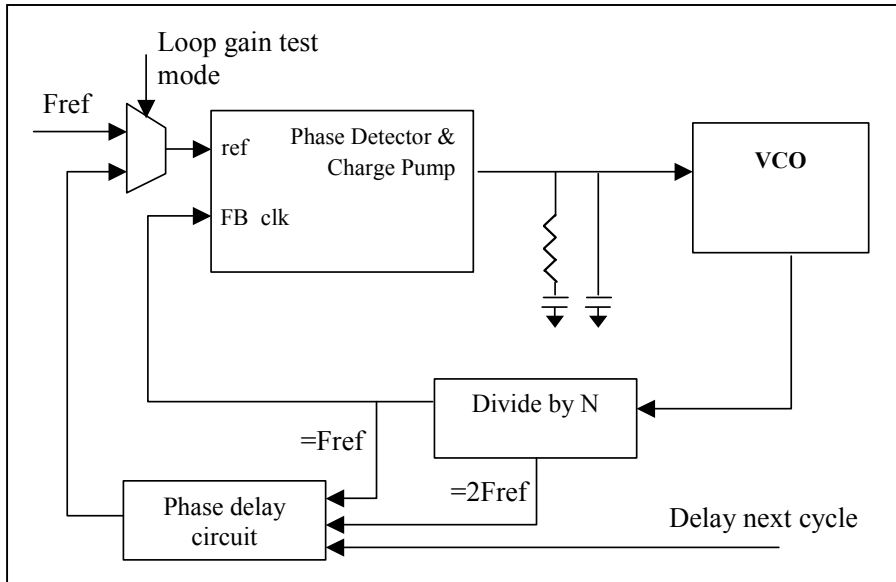 Loop gain test
mode
Fref
ref
Phase Detector &
Charge Pump
VCO
FB clk
Divide by N
=Fref
=2Fref
Phase delay
circuit
Delay next cycle